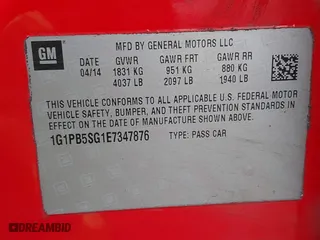 GM
MFD BY GENERAL MOTORS LLC
DATE GVWR GAWR FRT GAWR RR
04/14 1831 KG 951 KG 880 KG
4037 LB 2097 LB 1940 LB
THIS VEHICLE CONFORMS TO ALL APPLICABLE U.S. FEDERAL MOTOR
VEHICLE SAFETY, BUMPER, AND THEFT PREVENTION STANDARDS
IN EFFECT ON THE DATE OF MANUFACTURE SHOWN ABOVE.
1G1PB5SG1E7347876 TYPE: PASS CAR
DREAMBID